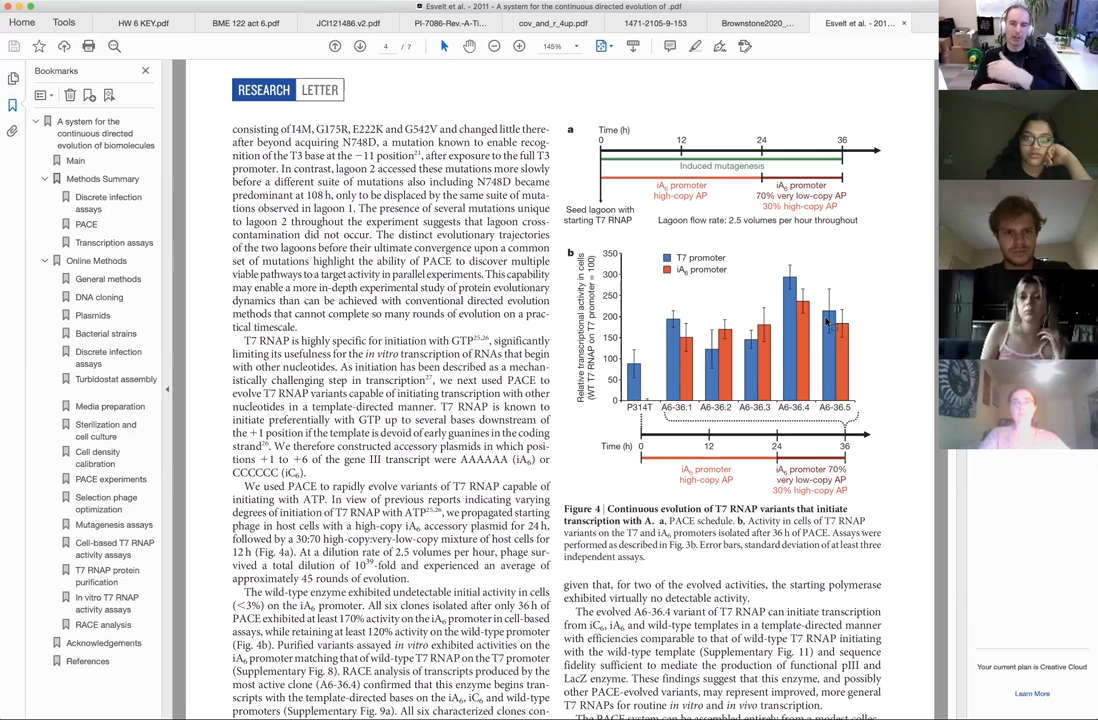 Esvelt et al. - 2011 - A system for the continuous directed evolution of .pdf
Home
Tools
HW 6 KEY.pdf
BME 122 act 6.pdf
JCI121486.v2.pdf
PI-7086-Rev.-A-Ti...
cov_and_r_4up.pdf
1471-2105-9-153
Brownstone2020_...
Esvelt et al. - 201...
×
4 / 7
145%
Bookmarks
A system for the
continuous directed
evolution of biomolecules
Main
Methods Summary
Discrete infection
assays
PACE
Transcription assays
Online Methods
General methods
DNA cloning
Plasmids
Bacterial strains
Discrete infection
assays
Turbidostat assembly
Media preparation
Sterilization and
cell culture
Cell density
calibration
PACE experiments
Selection phage
optimization
Mutagenesis assays
Cell-based T7 RNAP
activity assays
T7 RNAP protein
purification
In vitro T7 RNAP
activity assays
RACE analysis
Acknowledgements
References
RESEARCH LETTER
consisting of I4M, G175R, E222K and G542V and changed little there-
after beyond acquiring N748D, a mutation known to enable recog-
nition of the T3 base at the −11 position21, after exposure to the full T3
promoter. In contrast, lagoon 2 accessed these mutations more slowly
before a different suite of mutations also including N748D became
predominant at 108 h, only to be displaced by the same suite of muta-
tions observed in lagoon 1. The presence of several mutations unique
to lagoon 2 throughout the experiment suggests that lagoon cross-
contamination did not occur. The distinct evolutionary trajectories
of the two lagoons before their ultimate convergence upon a common
set of mutations highlight the ability of PACE to discover multiple
viable pathways to a target activity in parallel experiments. This capability
may enable a more in-depth experimental study of protein evolutionary
dynamics than can be achieved with conventional directed evolution
methods that cannot complete so many rounds of evolution on a prac-
tical timescale.
T7 RNAP is highly specific for initiation with GTP25,26, significantly
limiting its usefulness for the in vitro transcription of RNAs that begin
with other nucleotides. As initiation has been described as a mechan-
istically challenging step in transcription27, we next used PACE to
evolve T7 RNAP variants capable of initiating transcription with other
nucleotides in a template-directed manner. T7 RNAP is known to
initiate preferentially with GTP up to several bases downstream of
the +1 position if the template is devoid of early guanines in the coding
strand26. We therefore constructed accessory plasmids in which posi-
tions +1 to +6 of the gene III transcript were AAAAAA (iA6) or
CCCCCC (iC6).
We used PACE to rapidly evolve variants of T7 RNAP capable of
initiating with ATP. In view of previous reports indicating varying
degrees of initiation of T7 RNAP with ATP25,26, we propagated starting
phage in host cells with a high-copy iA6 accessory plasmid for 24 h,
followed by a 30:70 high-copy:very-low-copy mixture of host cells for
12 h (Fig. 4a). At a dilution rate of 2.5 volumes per hour, phage sur-
vived a total dilution of 10^39-fold and experienced an average of
approximately 45 rounds of evolution.
The wild-type enzyme exhibited undetectable initial activity in cells
(<3%) on the iA6 promoter. All six clones isolated after only 36 h of
PACE exhibited at least 170% activity on the iA6 promoter in cell-based
assays, while retaining at least 120% activity on the wild-type promoter
(Fig. 4b). Purified variants assayed in vitro exhibited activities on the
iA6 promoter matching that of wild-type T7 RNAP on the T7 promoter
(Supplementary Fig. 8). RACE analysis of transcripts produced by the
most active clone (A6-36.4) confirmed that this enzyme begins tran-
scripts with the template-directed bases on the iA6, iC6 and wild-type
promoters (Supplementary Fig. 9a). All six characterized clones con-
a
Time (h)
0 12 24 36
Induced mutagenesis
iA6 promoter
high-copy AP
iA6 promoter
70% very low-copy AP
30% high-copy AP
Seed lagoon with
starting T7 RNAP
Lagoon flow rate: 2.5 volumes per hour throughout
b
Relative transcriptional activity in cells
(WT T7 RNAP on T7 promoter = 100)
350
300
250
200
150
100
50
0
T7 promoter
iA6 promoter
P314T A6-36.1 A6-36.2 A6-36.3 A6-36.4 A6-36.5
Time (h) 0 12 24 36
iA6 promoter
high-copy AP
iA6 promoter 70%
very low-copy AP
30% high-copy AP
Figure 4 | Continuous evolution of T7 RNAP variants that initiate
transcription with A. a, PACE schedule. b, Activity in cells of T7 RNAP
variants on the T7 and iA6 promoters isolated after 36 h of PACE. Assays were
performed as described in Fig. 3b. Error bars, standard deviation of at least three
independent assays.
given that, for two of the evolved activities, the starting polymerase
exhibited virtually no detectable activity.
The evolved A6-36.4 variant of T7 RNAP can initiate transcription
from iC6, iA6 and wild-type templates in a template-directed manner
with efficiencies comparable to that of wild-type T7 RNAP initiating
with the wild-type template (Supplementary Fig. 11) and sequence
fidelity sufficient to mediate the production of functional pIII and
LacZ enzyme. These findings suggest that this enzyme, and possibly
other PACE-evolved variants, may represent improved, more general
T7 RNAPs for routine in vitro and in vivo transcription.
The PACE system can be assembled entirely from a modest collec-
Your current plan is Creative Cloud
Learn More